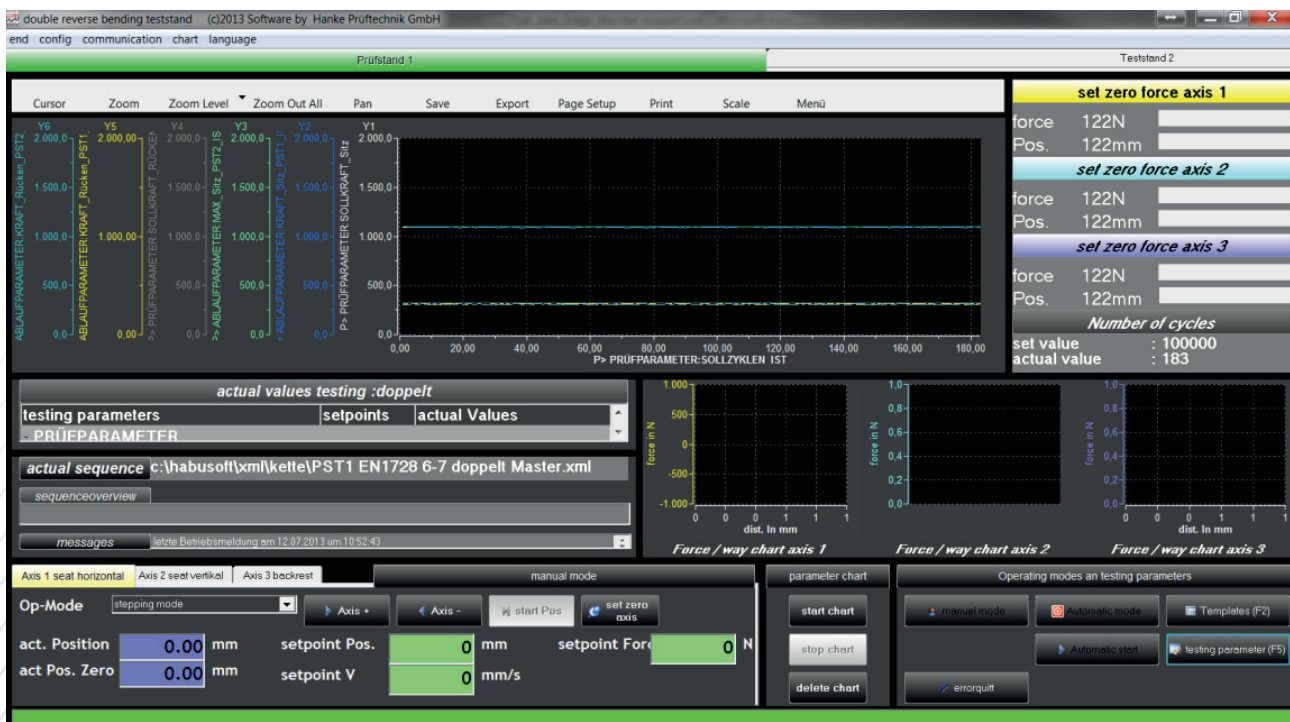 double reverse bending teststand (c)2013 Software by Hanke Prüftechnik GmbH
end config communication chart language
Prüfstand 1 Teststand 2
Cursor Zoom Zoom Level Zoom Out All Pan Save Export Page Setup Print Scale Menü
Y6 Y5 Y4 Y3 Y2 Y1
2.000,0 2.000,00 2.000,0 2.000,0 2.000,0 2.000,0
1.500,0 1.500,0 1.500,0 1.500,0 1.500,0
1.000,0 1.000,00 1.000,0 1.000,0 1.000,0 1.000,0
500,0 500,0 500,0 500,0 500,0
0,0 0,00 0,0 0,0 0,0 0,0
ABLAUFPARAMETER:KRAFT_Rücken_PST2
ABLAUFPARAMETER:KRAFT_Rücken_PST1
P> PRÜFPARAMETER:SOLLKRAFT_RÜCKEN
>> ABLAUFPARAMETER:MAX_Sitz_PST2_IS
>> ABLAUFPARAMETER:KRAFT_Sitz_PST1
P> PRÜFPARAMETER:SOLLKRAFT_Sitz
0,00 20,00 40,00 60,00 80,00 100,00 120,00 140,00 160,00 180,00
P> PRÜFPARAMETER:SOLLZYKLEN IST
set zero force axis 1
force 122N
Pos. 122mm
set zero force axis 2
force 122N
Pos. 122mm
set zero force axis 3
force 122N
Pos. 122mm
Number of cycles
set value : 100000
actual value : 183
actual values testing :doppelt
testing parameters setpoints actual Values
- PRÜFPARAMETER
actual sequence c:\habusoft\xml\kette\PST1 EN1728 6-7 doppelt Master.xml
sequenceoverview
messages letzte Betriebsmeldung am 12.07.2013 um 10:52:43
force in N
1.000
500
0
-500
-1.000
0 0 0 1 1 1
dist. In mm
Force / way chart axis 1
force in N
1,0
0,8
0,6
0,4
0,2
0,0
Force / way chart axis 2
force in N
1,0
0,8
0,6
0,4
0,2
0,0
0 0 0 1 1 1
dist. In mm
Force / way chart axis 3
Axis 1 seat horizontal Axis 2 seat vertikal Axis 3 backrest manual mode
Op-Mode stepping mode Axis + Axis - start Pos set zero
axis
act. Position 0.00 mm setpoint Pos. 0 mm setpoint Forc 0 N
act Pos. Zero 0.00 mm setpoint V 0 mm/s
parameter chart
start chart
stop chart
delete chart
Operating modes an testing parameters
manuel mode Automatic mode Templates (F2)
Automatic start testing parameter (F5)
errorquitt